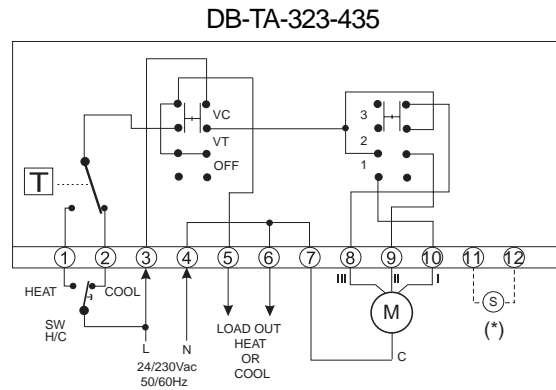 DB-TA-323-435
VC
VT
OFF
3
2
1
T
1 2 3 4 5 6 7 8 9 10 11 12
HEAT COOL
SW
H/C
L N
24/230Vac
50/60Hz
LOAD OUT
HEAT
OR
COOL
III II I
M
C
S
(*)